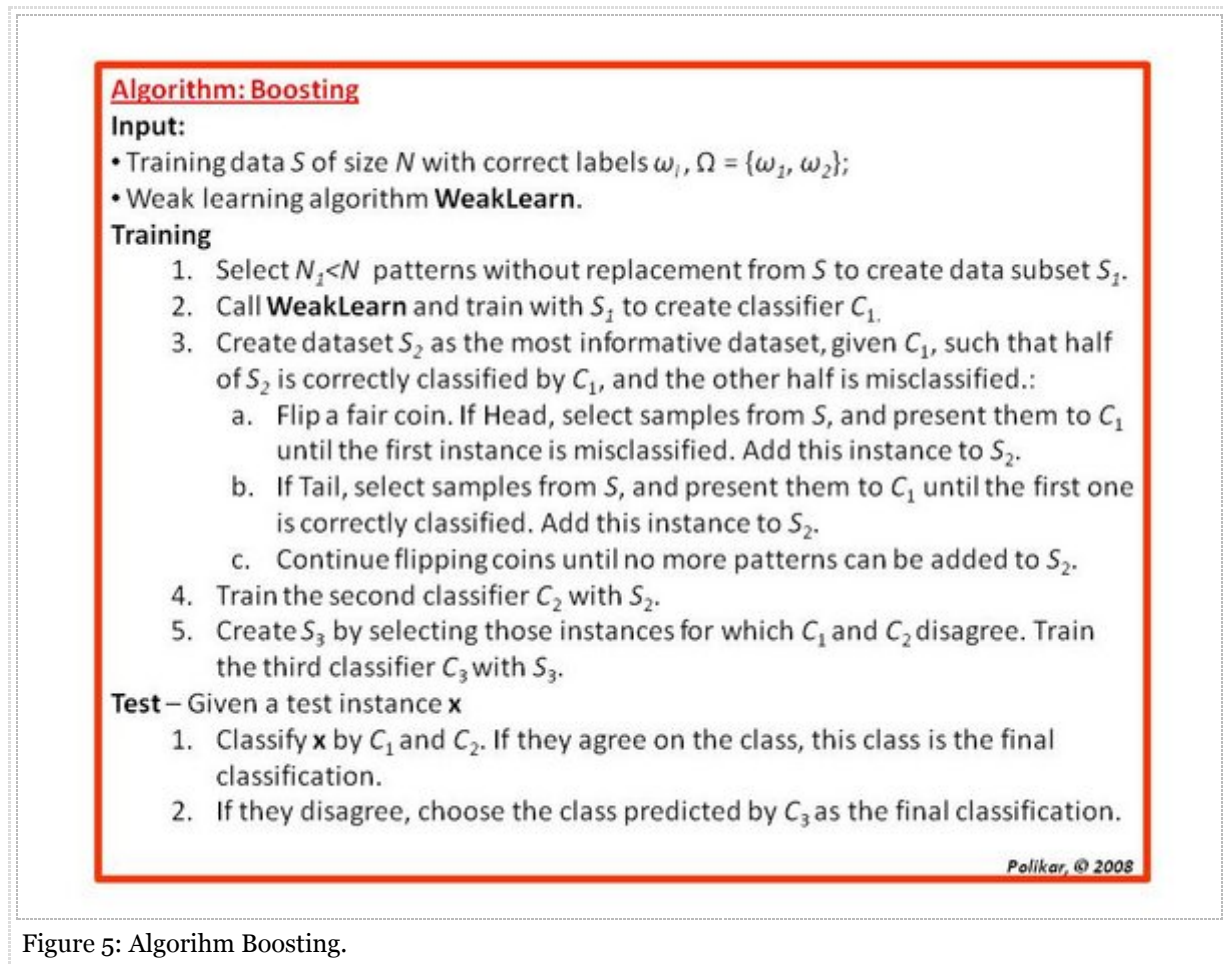 Algorithm: Boosting
Input:
• Training data S of size N with correct labels ωᵢ, Ω = {ω₁, ω₂};
• Weak learning algorithm WeakLearn.
Training
1. Select N₁<N patterns without replacement from S to create data subset S₁.
2. Call WeakLearn and train with S₁ to create classifier C₁.
3. Create dataset S₂ as the most informative dataset, given C₁, such that half
of S₂ is correctly classified by C₁, and the other half is misclassified.:
a. Flip a fair coin. If Head, select samples from S, and present them to C₁
until the first instance is misclassified. Add this instance to S₂.
b. If Tail, select samples from S, and present them to C₁ until the first one
is correctly classified. Add this instance to S₂.
c. Continue flipping coins until no more patterns can be added to S₂.
4. Train the second classifier C₂ with S₂.
5. Create S₃ by selecting those instances for which C₁ and C₂ disagree. Train
the third classifier C₃ with S₃.
Test – Given a test instance x
1. Classify x by C₁ and C₂. If they agree on the class, this class is the final
classification.
2. If they disagree, choose the class predicted by C₃ as the final classification.
Polikar, © 2008
Figure 5: Algorihm Boosting.